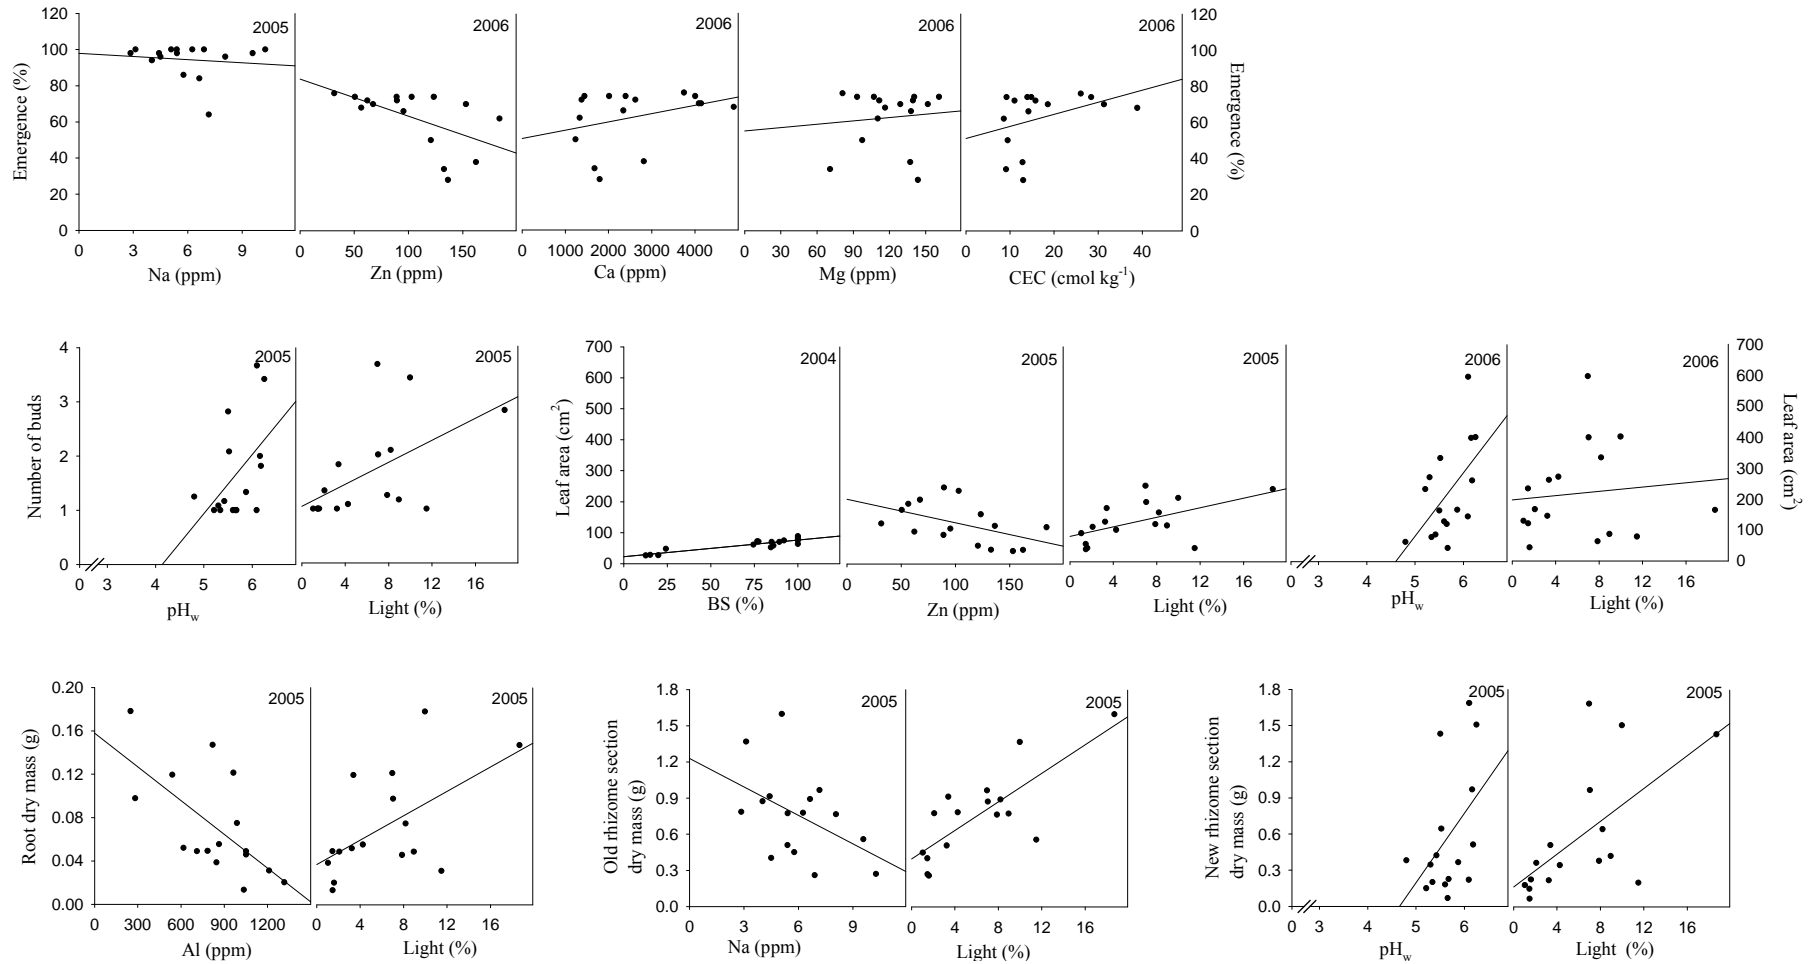 120
100
80
60
40
20
0
Emergence (%)
2005
0 3 6 9
Na (ppm)
2006
0 50 100 150
Zn (ppm)
2006
0 1000 2000 3000 4000
Ca (ppm)
2006
0 30 60 90 120 150
Mg (ppm)
2006
0 10 20 30 40
CEC (cmol kg-1)
120
100
80
60
40
20
0
Emergence (%)
4
3
2
1
0
Number of buds
2005
2 3 5 6
pHw
2005
0 4 8 12 16
Light (%)
700
600
500
400
300
200
100
0
Leaf area (cm2)
2004
0 25 50 75 100
BS (%)
2005
0 50 100 150
Zn (ppm)
2005
0 4 8 12 16
Light (%)
2006
0 3 5 6
pHw
2006
0 4 8 12 16
Light (%)
700
600
500
400
300
200
100
0
Leaf area (cm2)
0.20
0.16
0.12
0.08
0.04
0.00
Root dry mass (g)
2005
0 300 600 900 1200
Al (ppm)
2005
0 4 8 12 16
Light (%)
1.8
1.5
1.2
0.9
0.6
0.3
0.0
Old rhizome section
dry mass (g)
2005
0 3 6 9
Na (ppm)
2005
0 4 8 12 16
Light (%)
1.8
1.5
1.2
0.9
0.6
0.3
0.0
New rhizome section
dry mass (g)
2005
0 3 5 6
pHw
2005
0 4 8 12 16
Light (%)